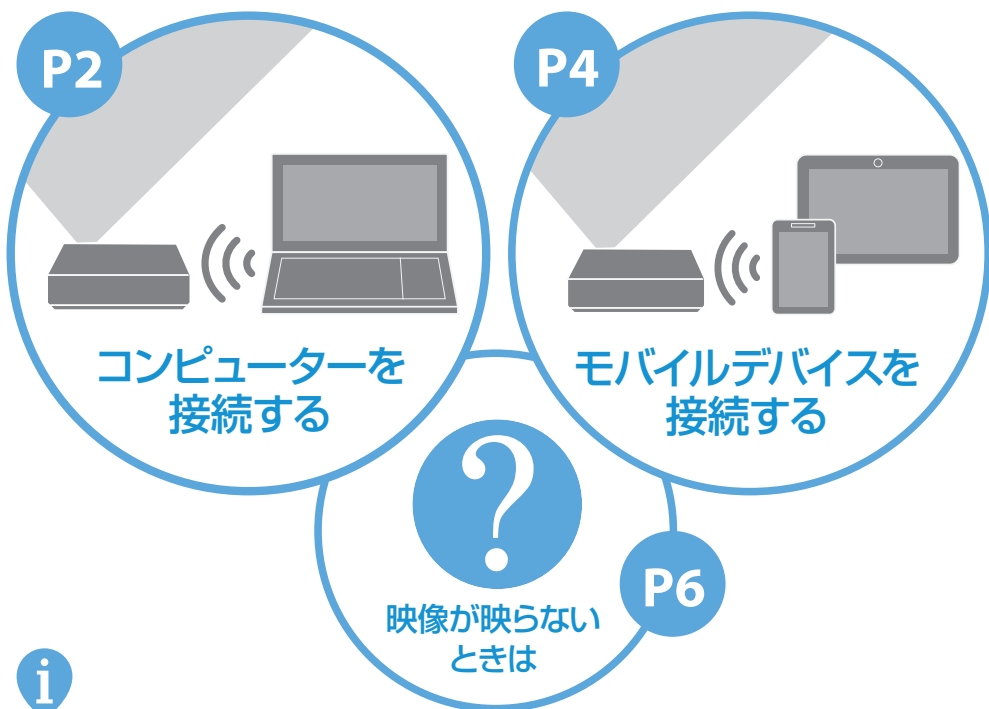 P2
コンピューターを
接続する
P4
モバイルデバイスを
接続する
?
映像が映らない
ときは
P6
i